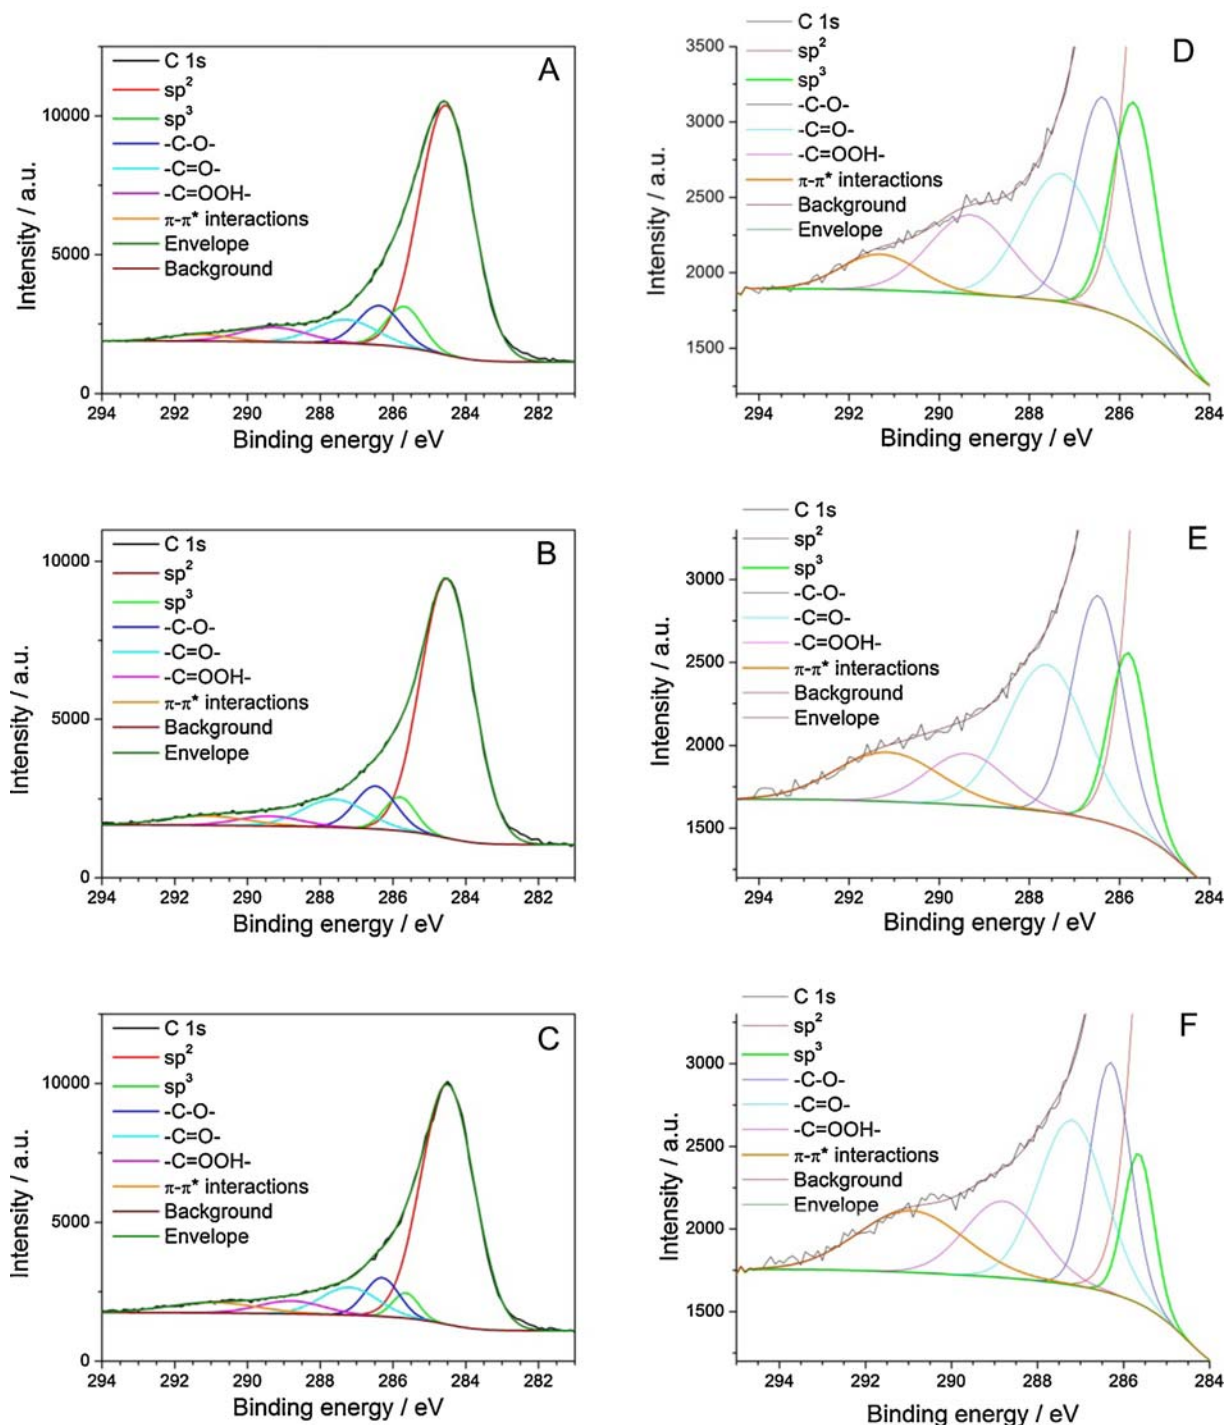 A
C 1s
sp²
sp³
-C-O-
-C=O-
-C=OOH-
π-π* interactions
Envelope
Background
10000
5000
0
Intensity / a.u.
294 292 290 288 286 284 282
Binding energy / eV
D
C 1s
sp²
sp³
-C-O-
-C=O-
-C=OOH-
π-π* interactions
Background
Envelope
3500
3000
2500
2000
1500
Intensity / a.u.
294 292 290 288 286 284
Binding energy / eV
B
C 1s
sp²
sp³
-C-O-
-C=O-
-C=OOH-
π-π* interactions
Background
Envelope
10000
5000
0
Intensity / a.u.
294 292 290 288 286 284 282
Binding energy / eV
E
C 1s
sp²
sp³
-C-O-
-C=O-
-C=OOH-
π-π* interactions
Background
Envelope
3000
2500
2000
1500
Intensity / a.u.
294 292 290 288 286 284
Binding energy / eV
C
C 1s
sp²
sp³
-C-O-
-C=O-
-C=OOH-
π-π* interactions
Background
Envelope
10000
5000
0
Intensity / a.u.
294 292 290 288 286 284 282
Binding energy / eV
F
C 1s
sp²
sp³
-C-O-
-C=O-
-C=OOH-
π-π* interactions
Background
Envelope
3000
2500
2000
1500
Intensity / a.u.
294 292 290 288 286 284
Binding energy / eV